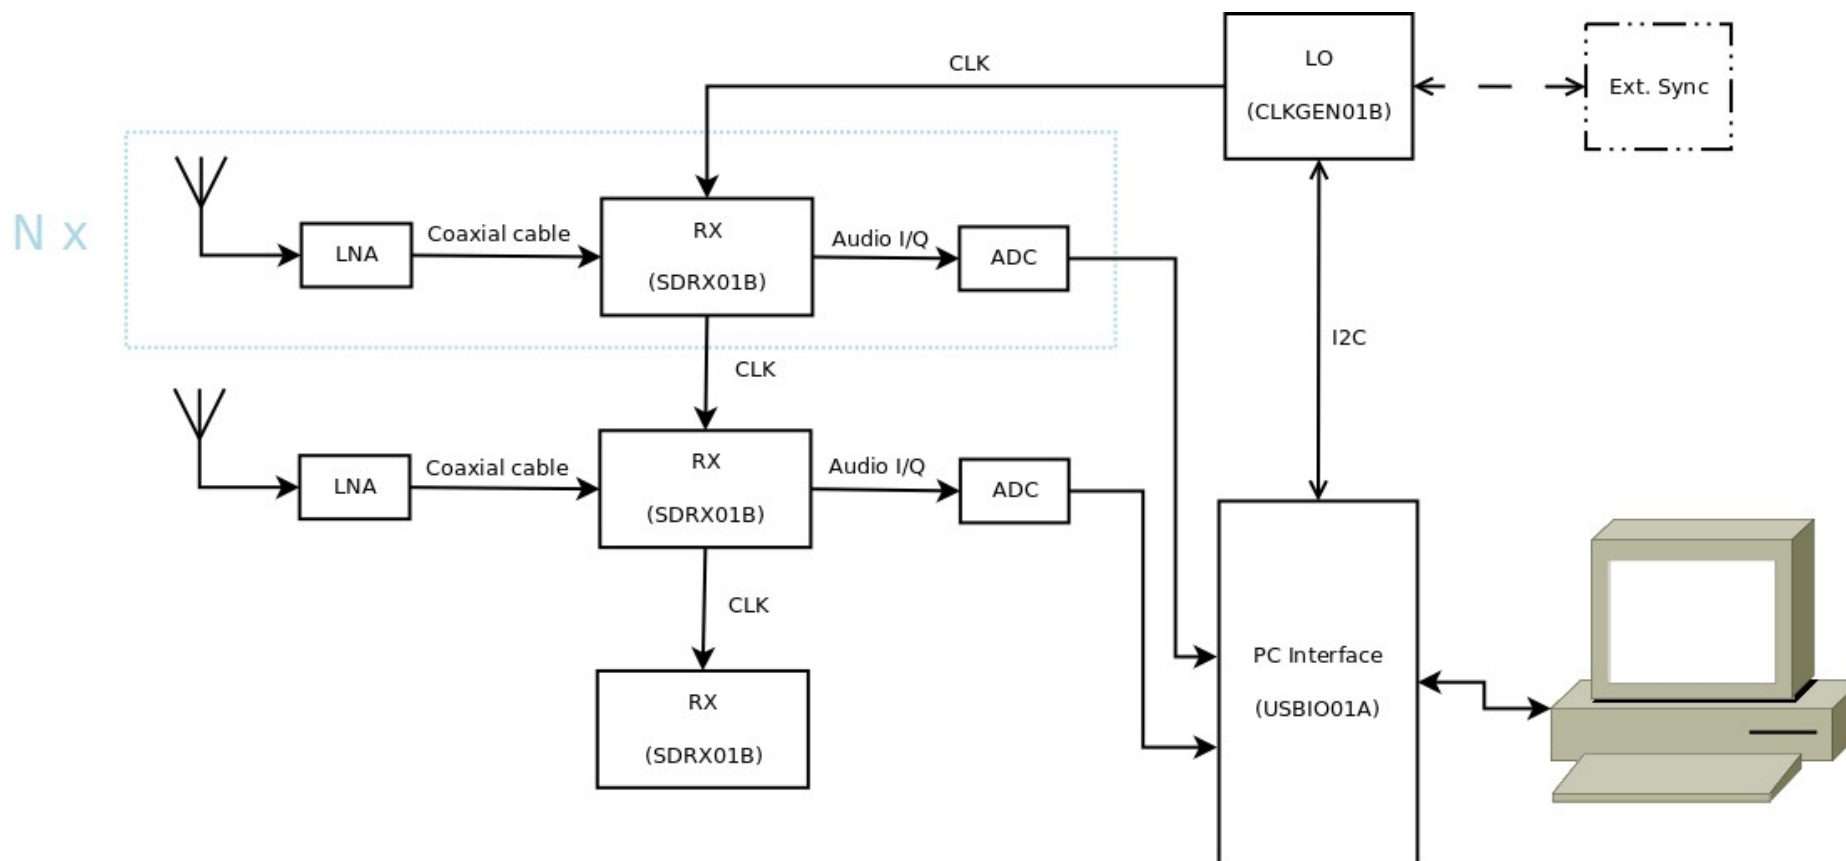 CLK
LO
(CLKGEN01B)
Ext. Sync
N x
LNA
Coaxial cable
RX
(SDRX01B)
Audio I/Q
ADC
I2C
CLK
LNA
Coaxial cable
RX
(SDRX01B)
Audio I/Q
ADC
CLK
RX
(SDRX01B)
PC Interface
(USBIO01A)